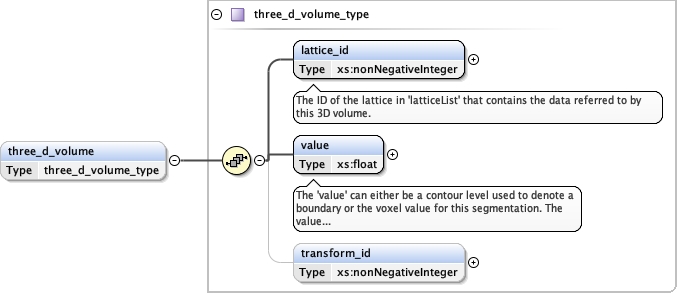 three_d_volume_type
lattice_id
Type xs:nonNegativeInteger
The ID of the lattice in 'latticeList' that contains the data referred to by
this 3D volume.
three_d_volume
Type three_d_volume_type
value
Type xs:float
The 'value' can either be a contour level used to denote a
boundary or the voxel value for this segmentation. The
value...
transform_id
Type xs:nonNegativeInteger